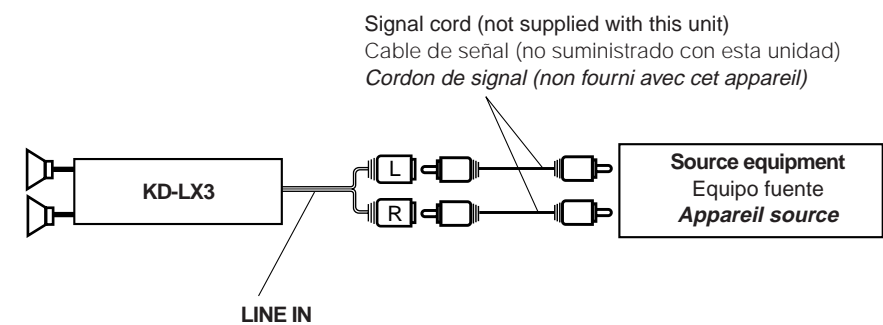 Signal cord (not supplied with this unit)
Cable de señal (no suministrado con esta unidad)
Cordon de signal (non fourni avec cet appareil)
KD-LX3
L
R
Source equipment
Equipo fuente
Appareil source
LINE IN